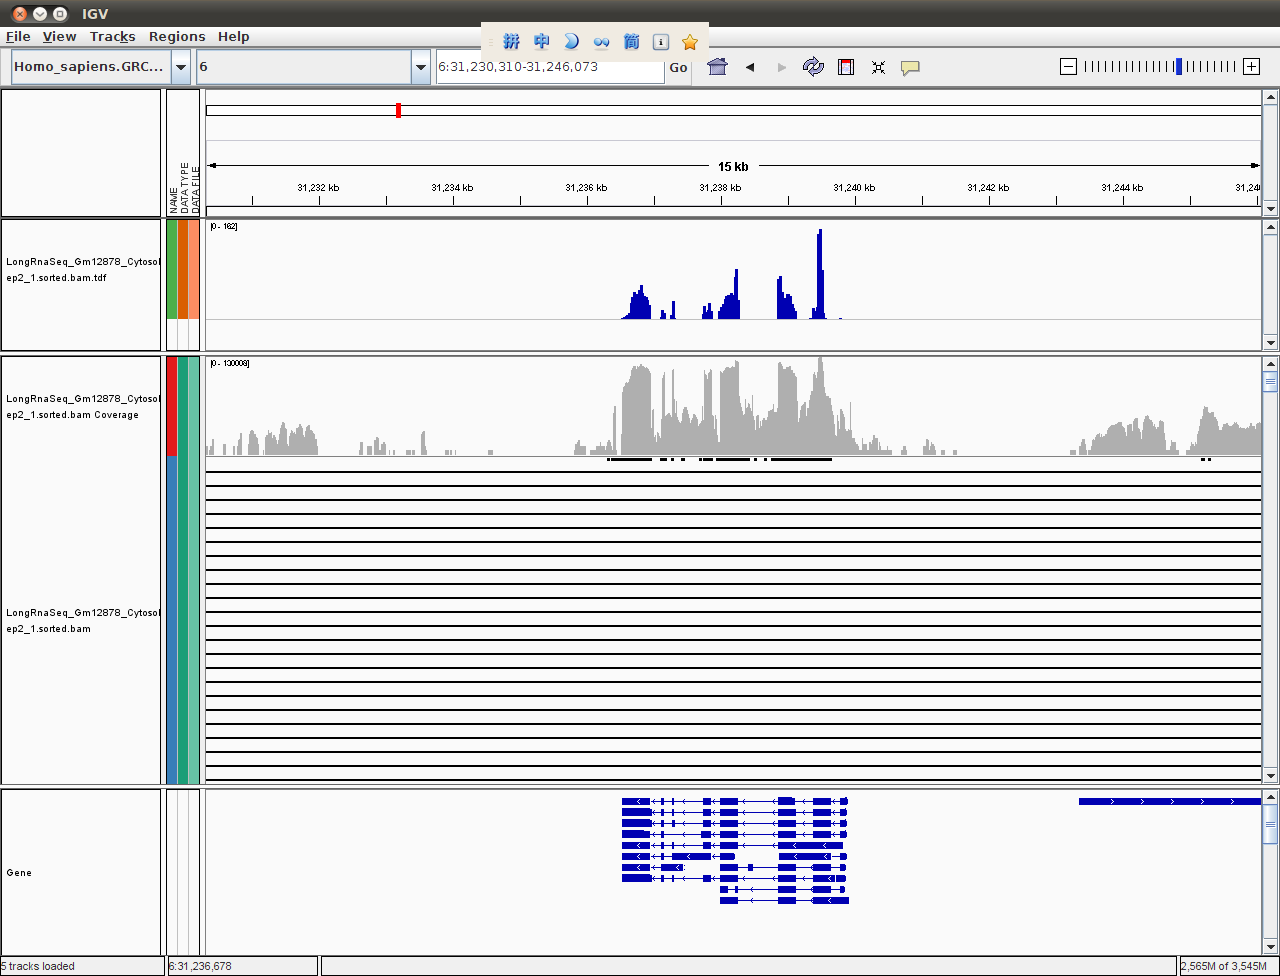 IGV
File View Tracks Regions Help
拼 中 简 i
Homo_sapiens.GRC... 6 6:31,230,310-31,246,073 Go
NAME
DATA TYPE
DATA FILE
15 kb
31,232 kb 31,234 kb 31,236 kb 31,238 kb 31,240 kb 31,242 kb 31,244 kb 31,24
[0 - 162]
LongRnaSeq_Gm12878_Cytosol
ep2_1.sorted.bam.tdf
[0 - 130008]
LongRnaSeq_Gm12878_Cytosol
ep2_1.sorted.bam Coverage
LongRnaSeq_Gm12878_Cytosol
ep2_1.sorted.bam
Gene
5 tracks loaded 6:31,236,678 2,565M of 3,545M